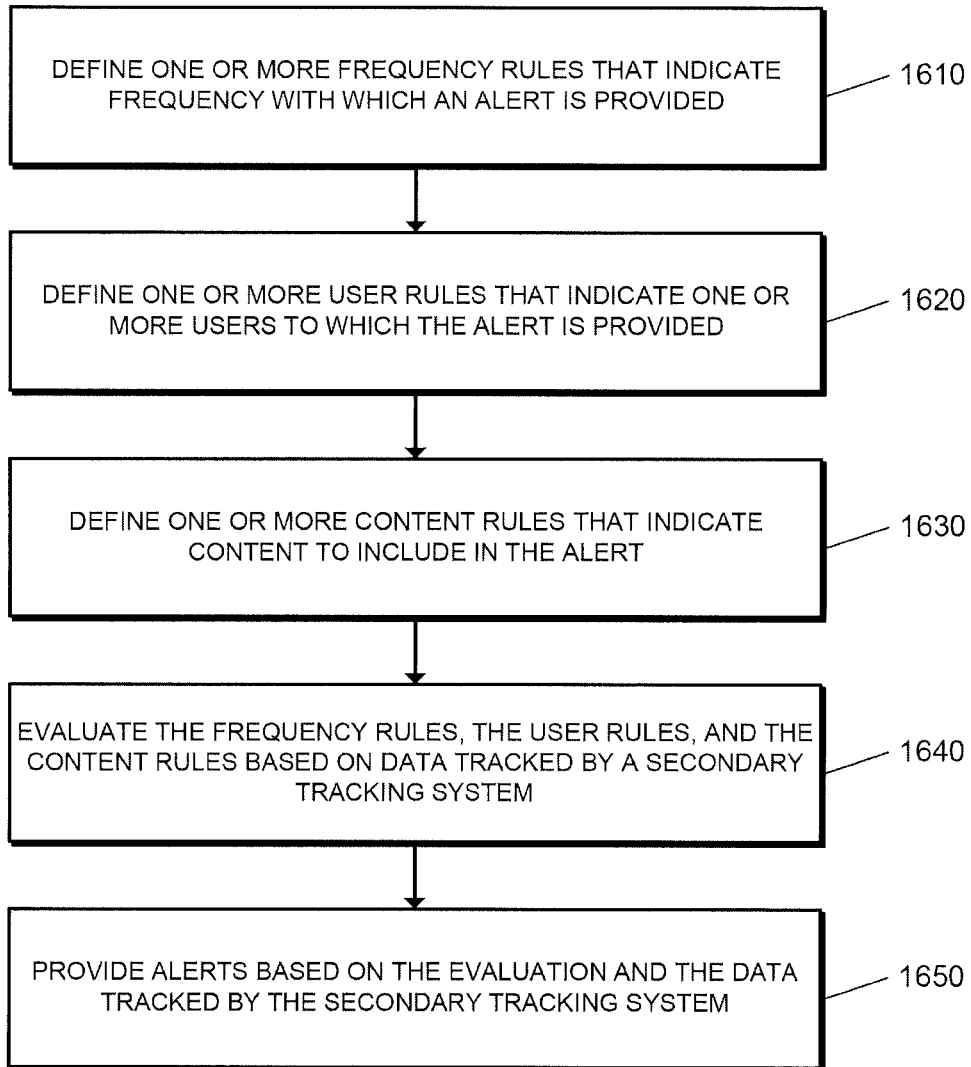 DEFINE ONE OR MORE FREQUENCY RULES THAT INDICATE
FREQUENCY WITH WHICH AN ALERT IS PROVIDED
1610
DEFINE ONE OR MORE USER RULES THAT INDICATE ONE OR
MORE USERS TO WHICH THE ALERT IS PROVIDED
1620
DEFINE ONE OR MORE CONTENT RULES THAT INDICATE
CONTENT TO INCLUDE IN THE ALERT
1630
EVALUATE THE FREQUENCY RULES, THE USER RULES, AND THE
CONTENT RULES BASED ON DATA TRACKED BY A SECONDARY
TRACKING SYSTEM
1640
PROVIDE ALERTS BASED ON THE EVALUATION AND THE DATA
TRACKED BY THE SECONDARY TRACKING SYSTEM
1650